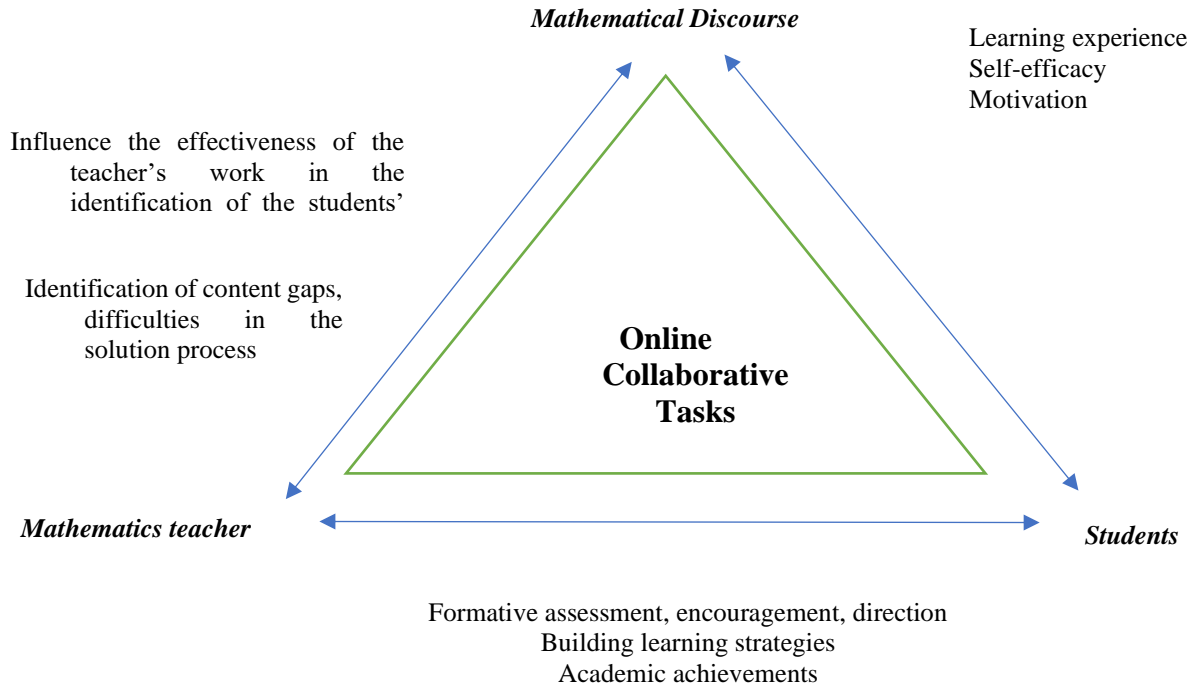 Mathematical Discourse
Learning experience
Self-efficacy
Motivation
Influence the effectiveness of the
teacher’s work in the
identification of the students’
Identification of content gaps,
difficulties in the
solution process
Online
Collaborative
Tasks
Mathematics teacher
Students
Formative assessment, encouragement, direction
Building learning strategies
Academic achievements